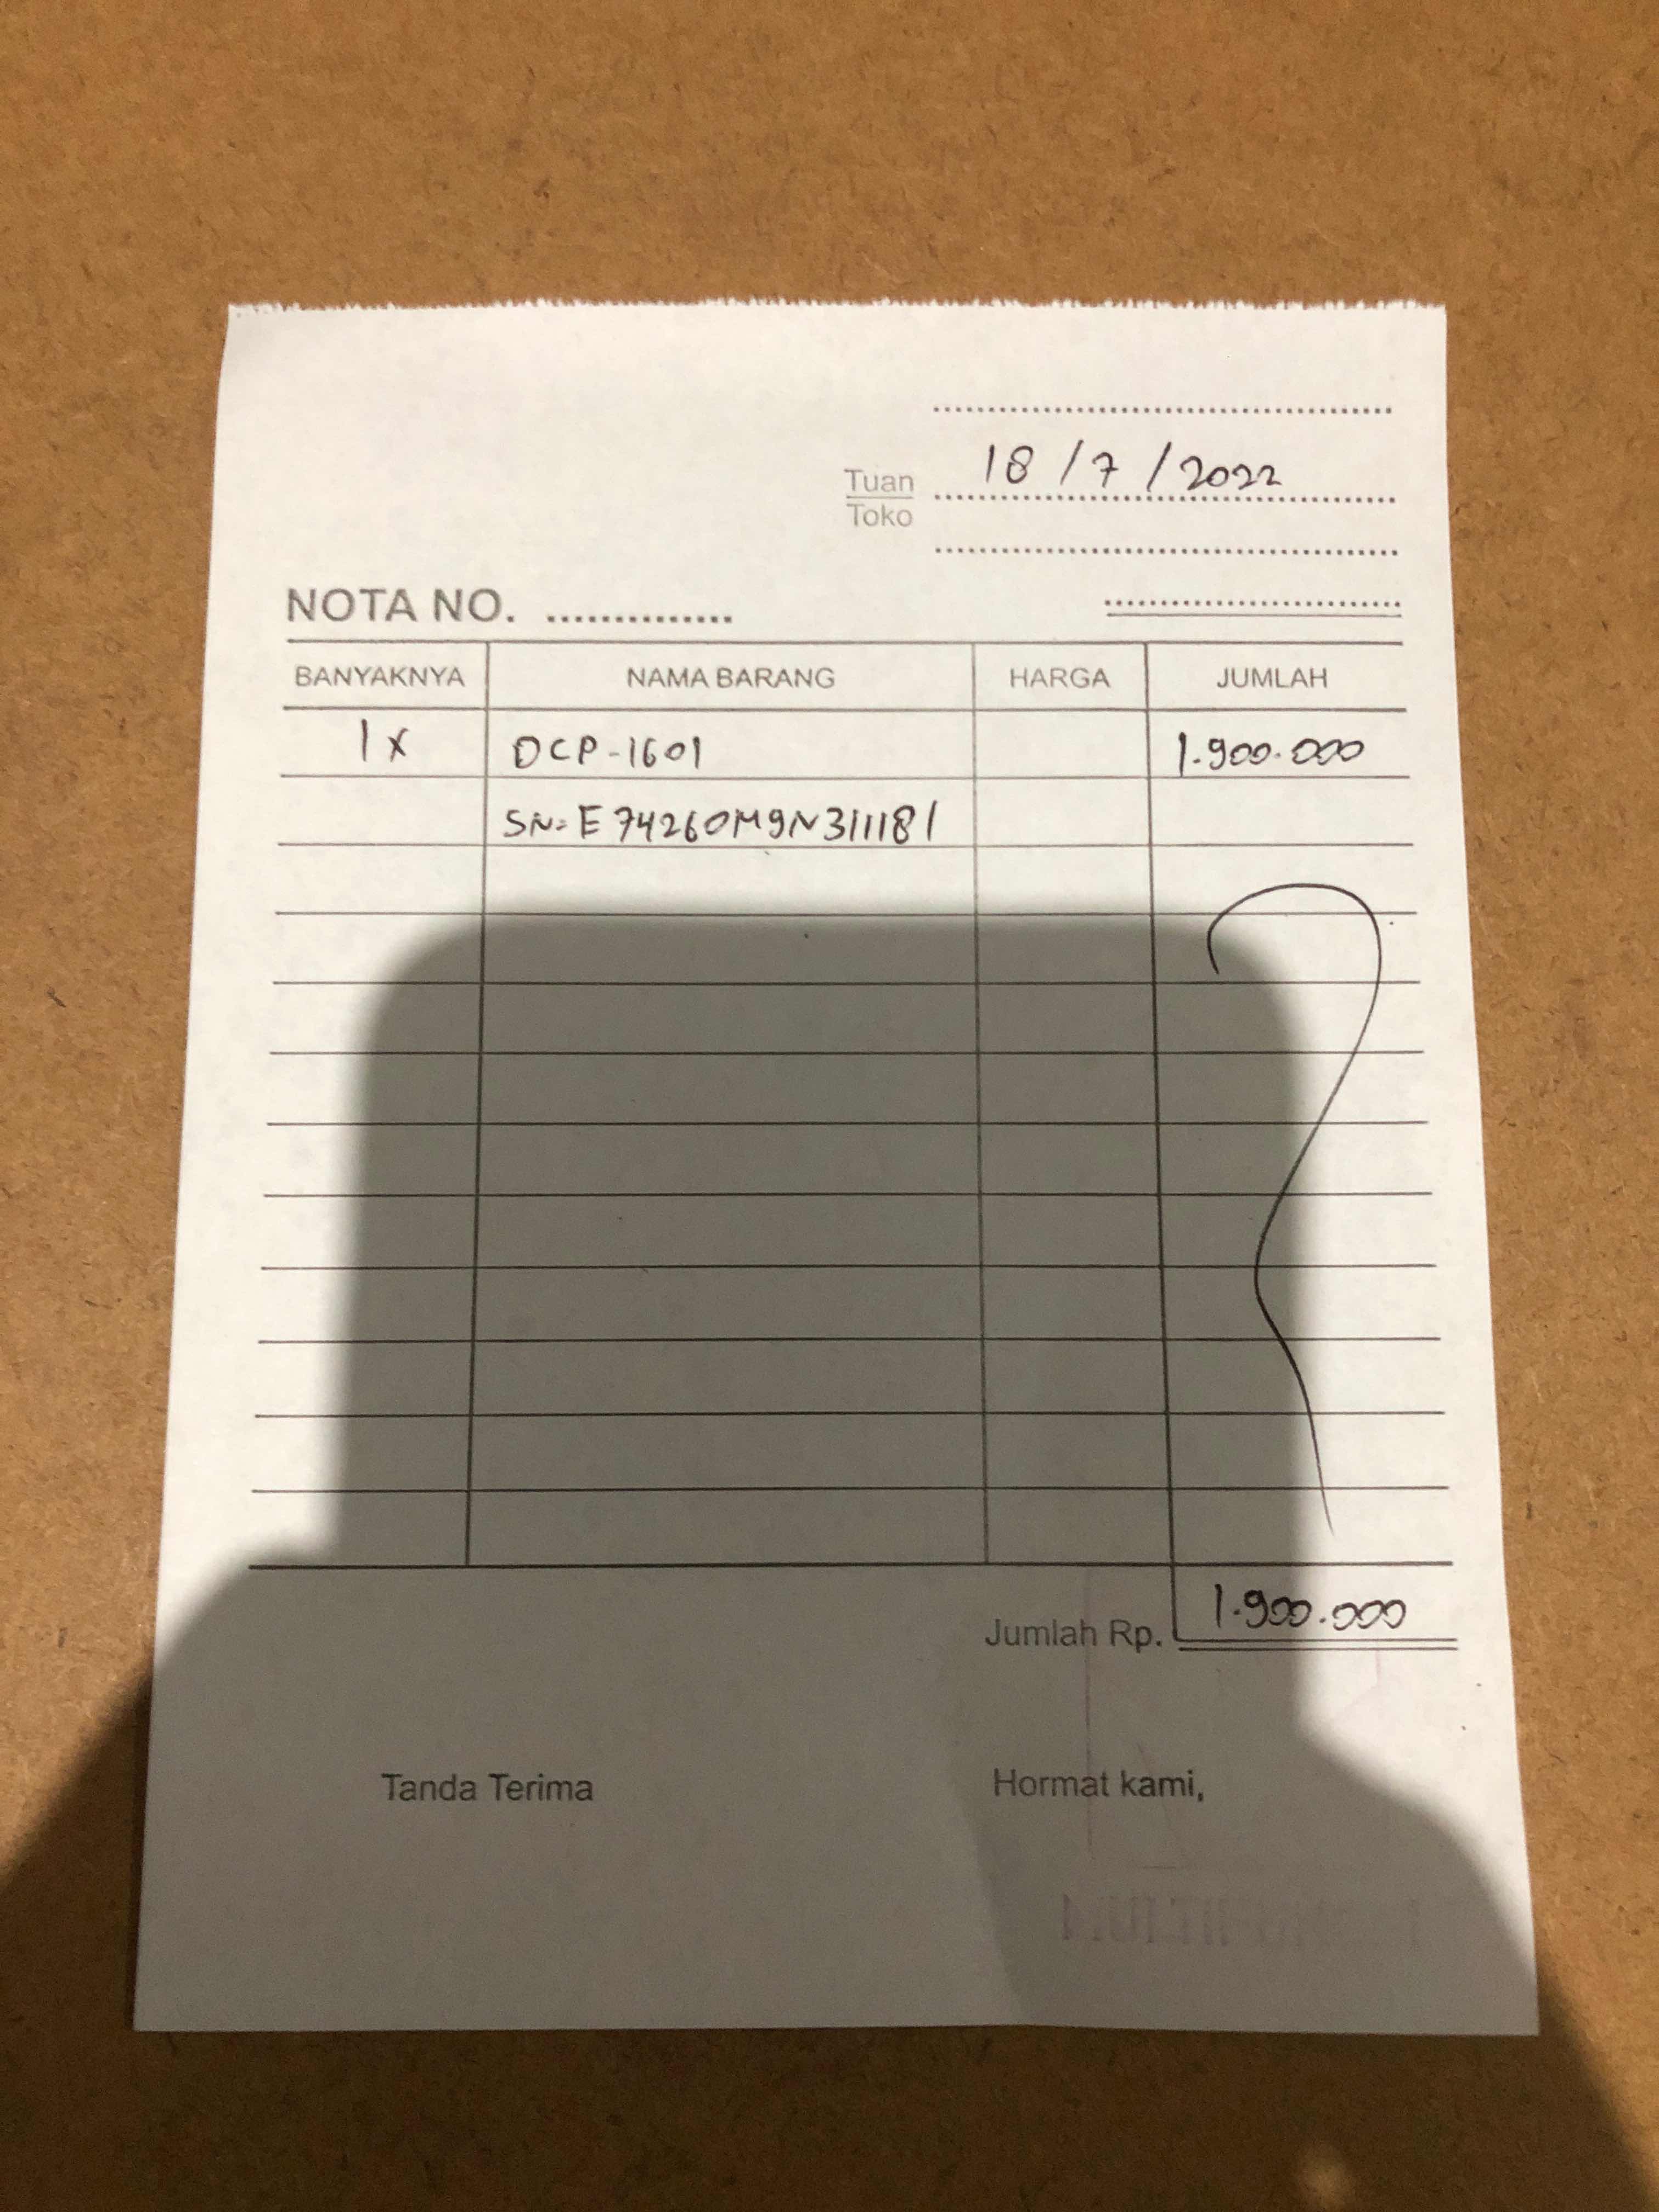 18/7/2022
Tuan
Toko
NOTA NO. ..............
BANYAKNYA NAMA BARANG HARGA JUMLAH
1x DCP-1601 1.900.000
SN: E74260M9N311181
Jumlah Rp. 1.900.000
Tanda Terima Hormat kami,